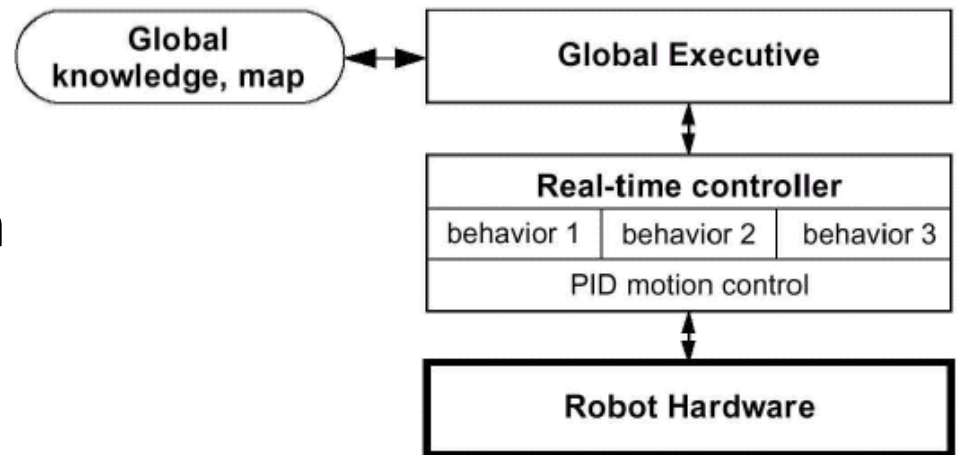 Global
knowledge, map
Global Executive
Real-time controller
n
behavior 1 behavior 2 behavior 3
PID motion control
Robot Hardware